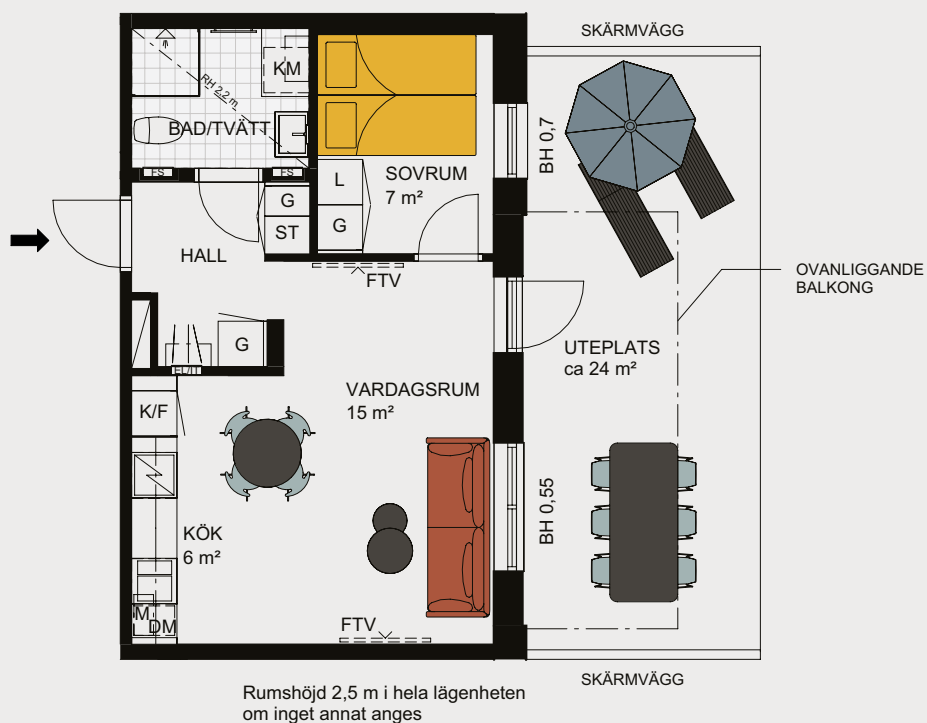 SKÄRMVÄGG
KM
RH 2,2 m
BAD/TVÄTT
FS
FS
BH 0,7
L
G
SOVRUM
7 m²
G
ST
HALL
FTV
OVANLIGGANDE
BALKONG
G
EL/IT
UTEPLATS
ca 24 m²
VARDAGSRUM
15 m²
K/F
BH 0,55
KÖK
6 m²
M
DM
FTV
SKÄRMVÄGG
Rumshöjd 2,5 m i hela lägenheten
om inget annat anges